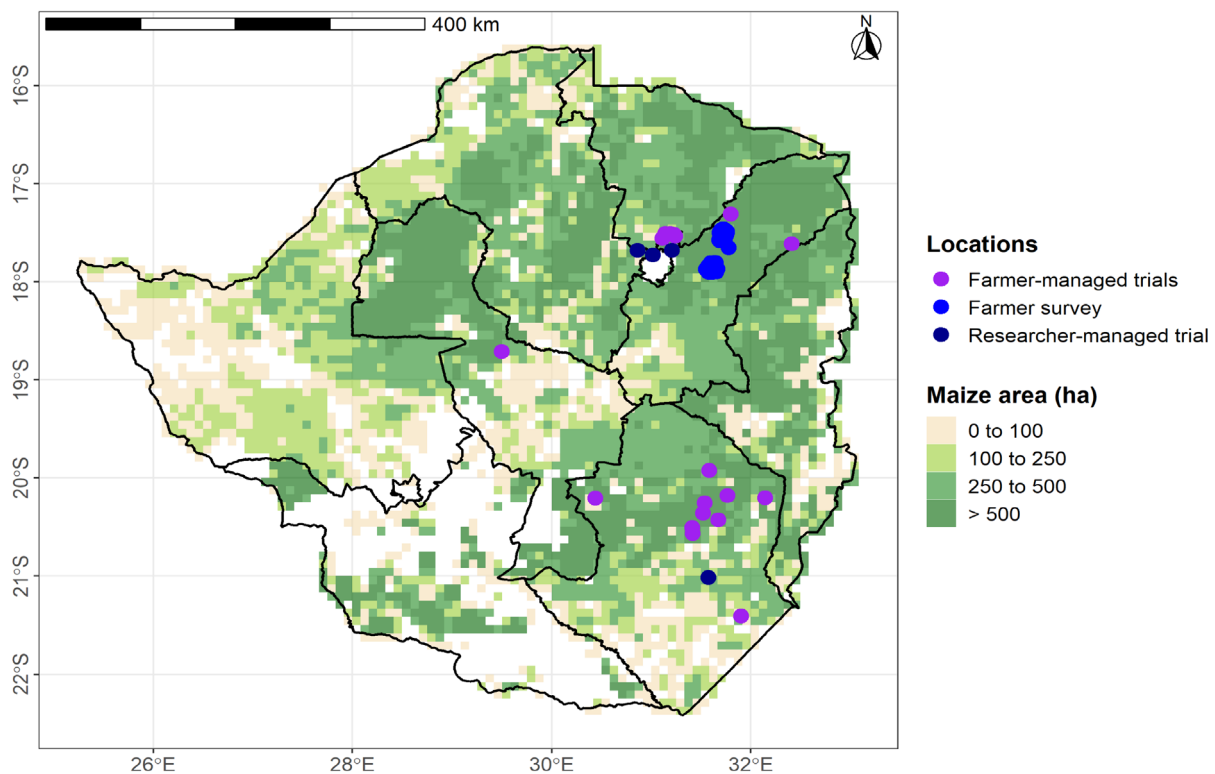 400 km
N
16°S
17°S
18°S
19°S
20°S
21°S
22°S
26°E
28°E
30°E
32°E
Locations
Farmer-managed trials
Farmer survey
Researcher-managed trial
Maize area (ha)
0 to 100
100 to 250
250 to 500
> 500